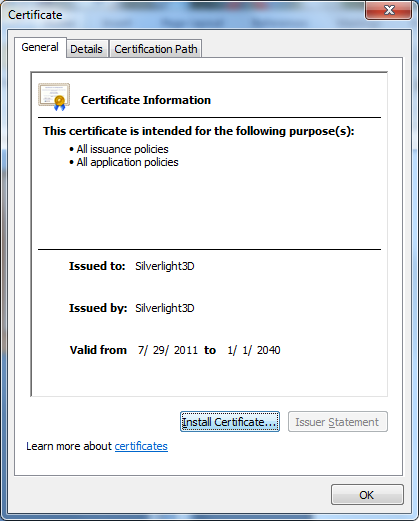 Certificate
General Details Certification Path
Certificate Information
This certificate is intended for the following purpose(s):
• All issuance policies
• All application policies
Issued to: Silverlight3D
Issued by: Silverlight3D
Valid from 7/ 29/ 2011 to 1/ 1/ 2040
Install Certificate... Issuer Statement
Learn more about certificates
OK